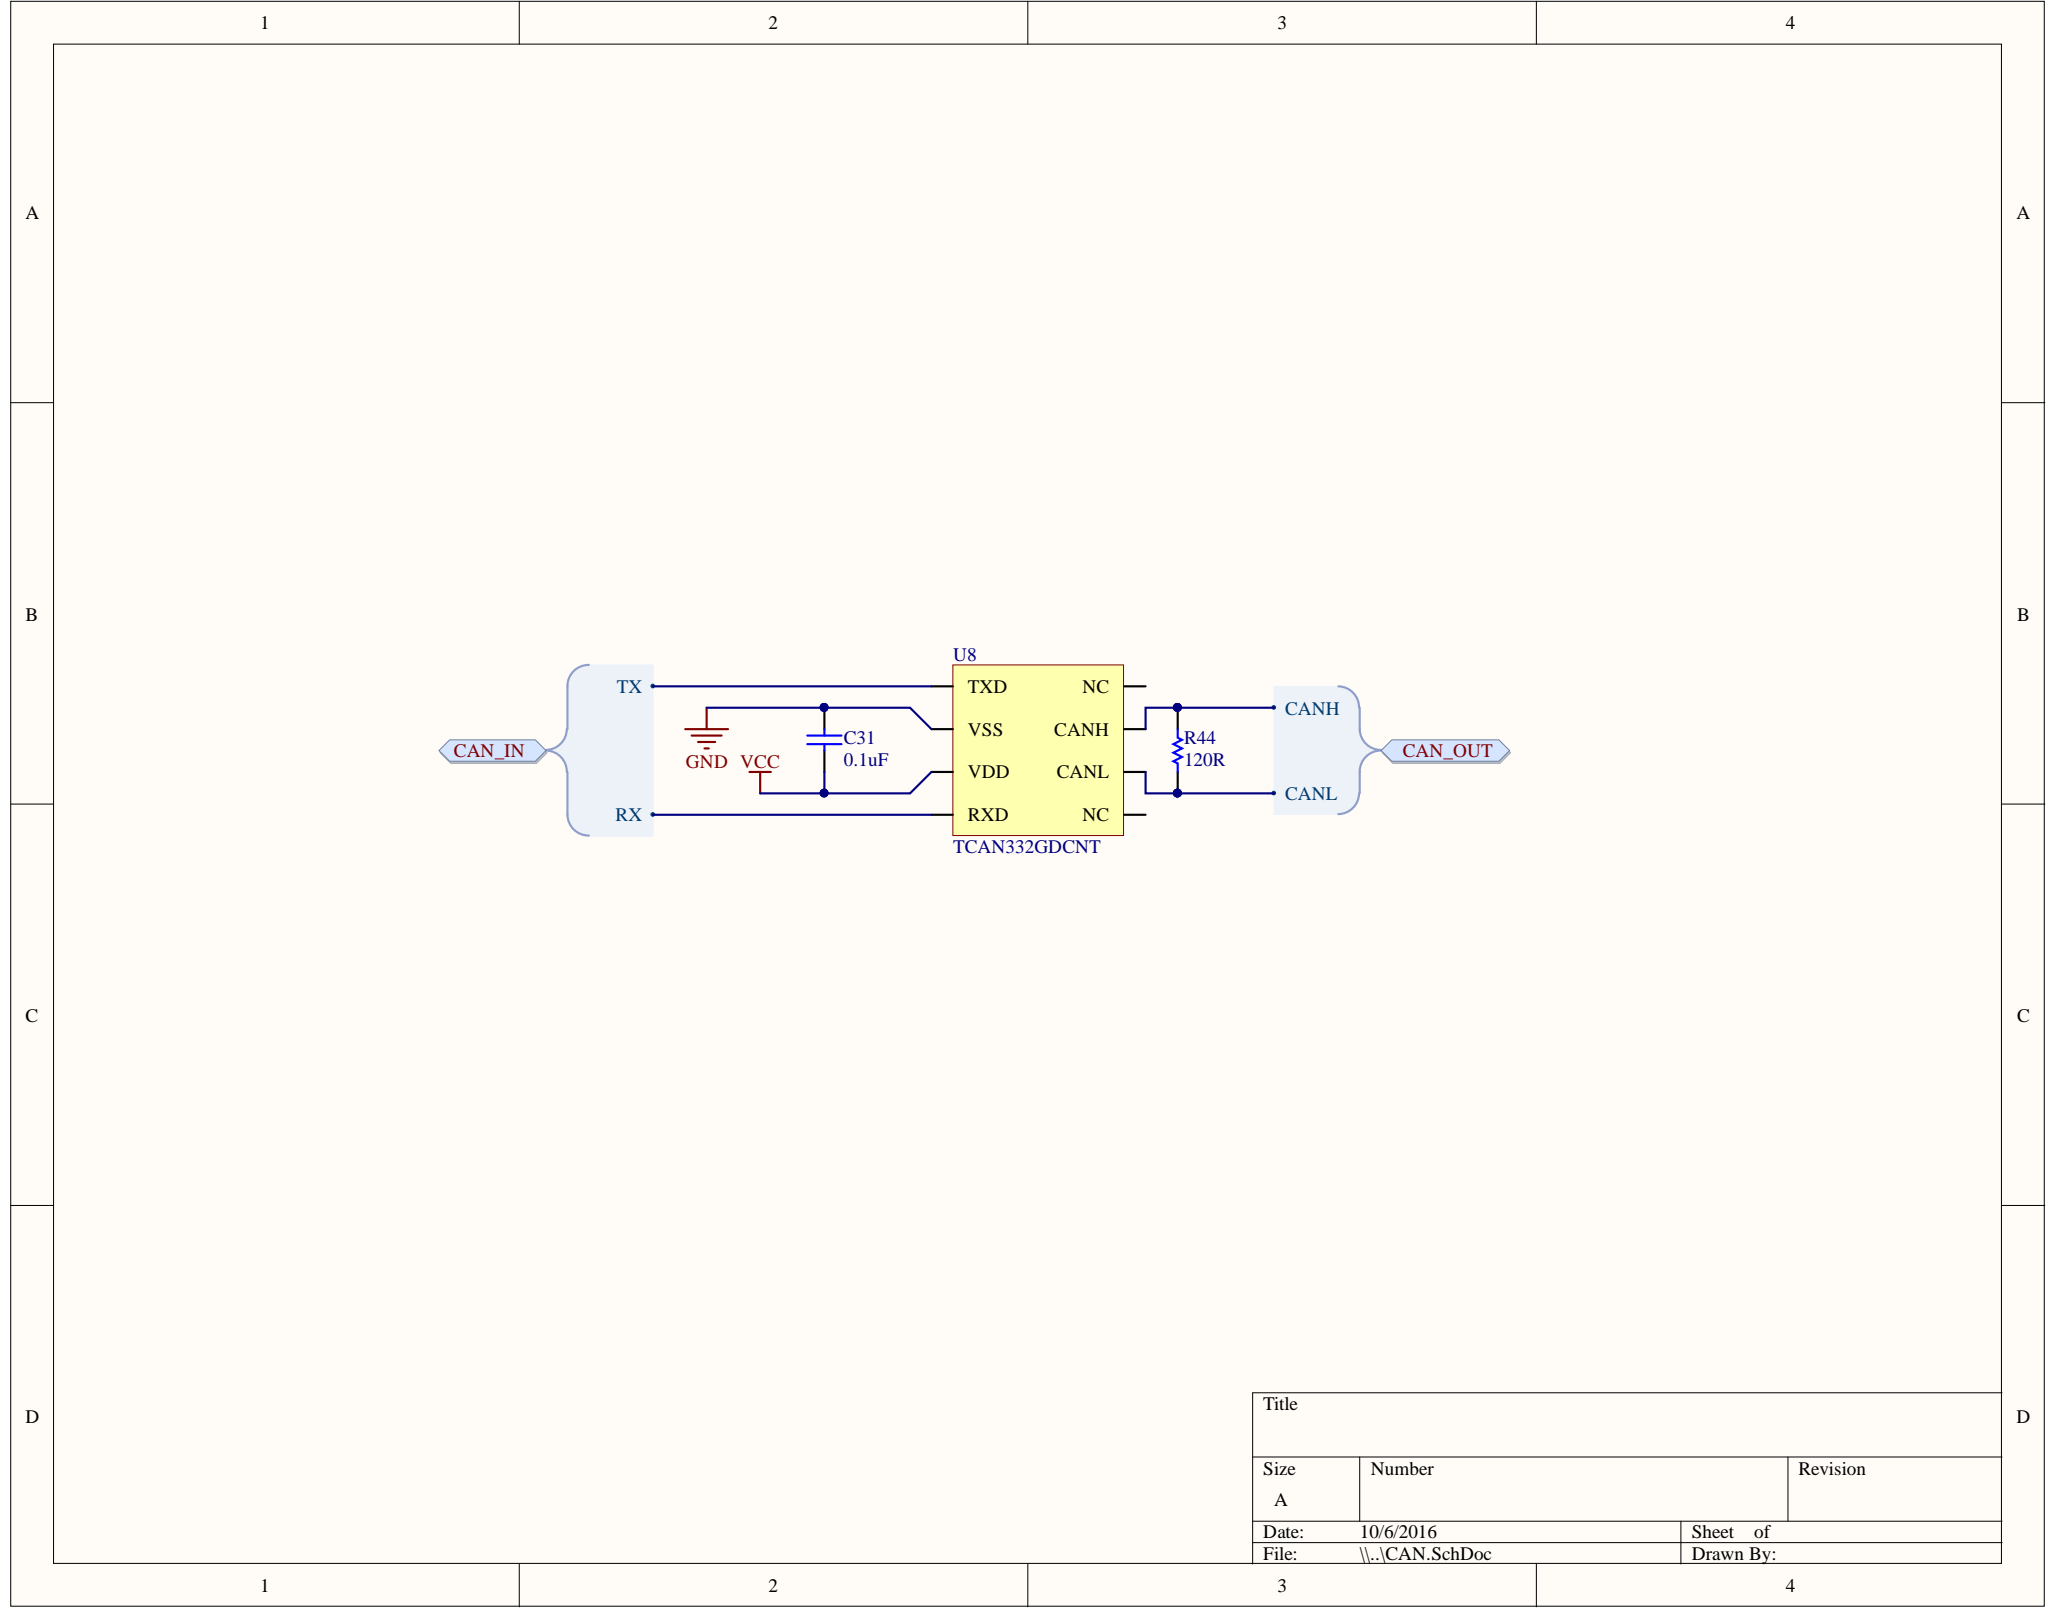 1 2 3 4
A A
B B
U8
TX TXD NC CANH
VSS CANH R44
CAN_IN C31 CAN_OUT
GND VCC 0.1uF 120R
VDD CANL
CANL
RX RXD NC
TCAN332GDCNT
C C
Title
D D
Size Number Revision
A
Date: 10/6/2016 Sheet of
File: \\..\CAN.SchDoc Drawn By:
1 2 3 4